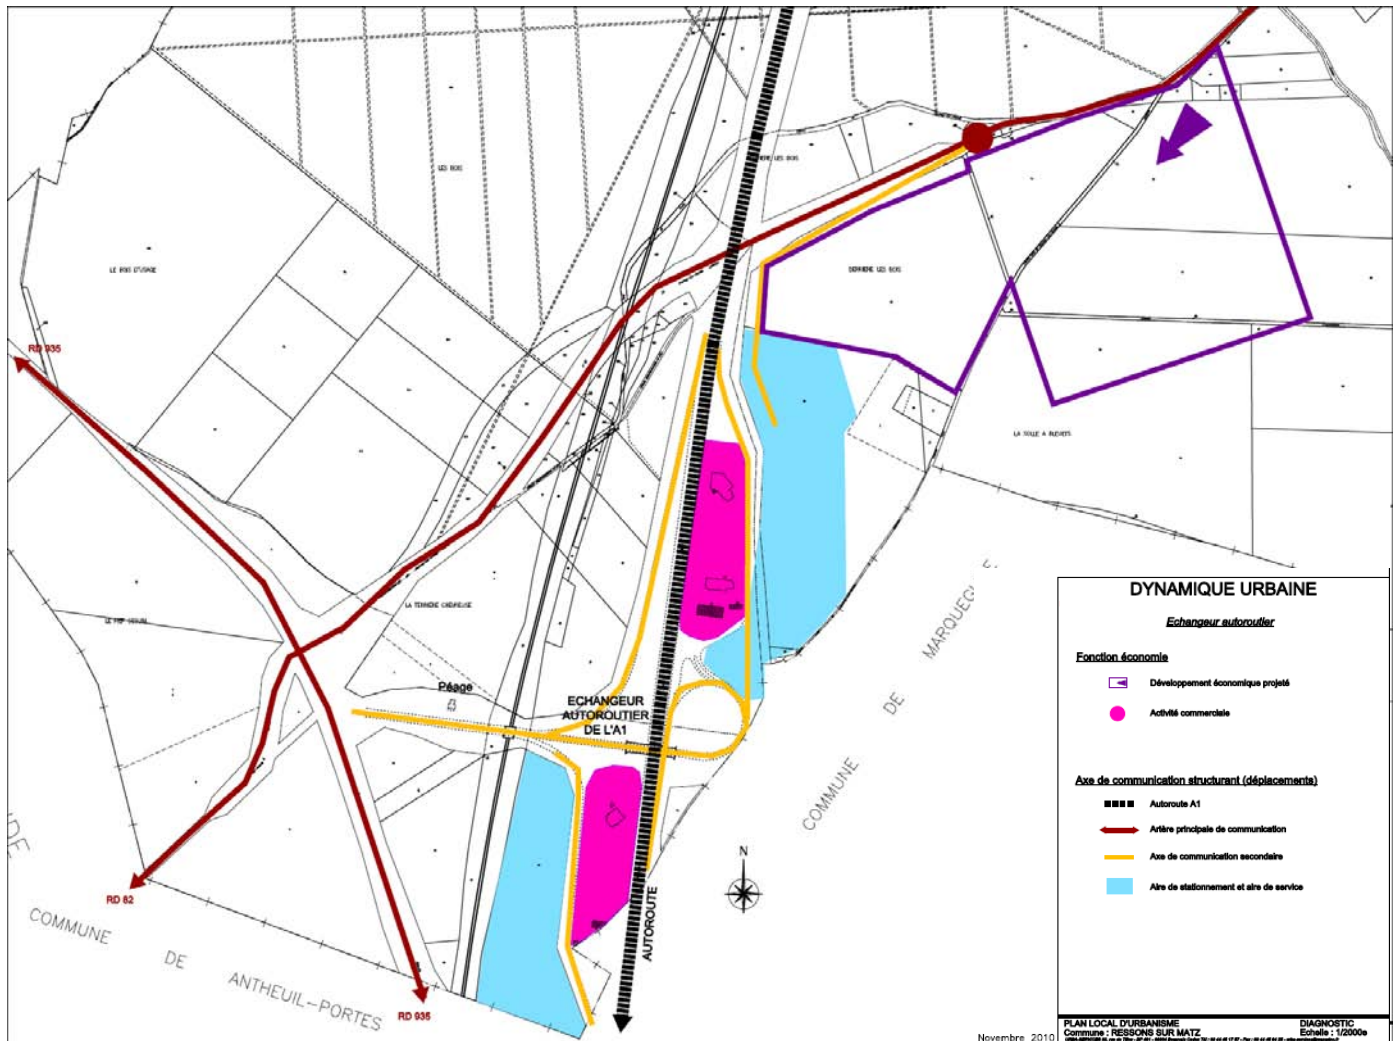 LES BOIS
DERRIERE LES BOIS
LE BOIS D'USAGE
RD 935
LA TERRIERE CHEVREUSE
Péage
ECHANGEUR
AUTOROUTIER
DE L'A1
AUTOROUTE
N
RD 82
RD 935
COMMUNE DE ANTHEUIL-PORTES
COMMUNE DE MARQUEGLISE
DYNAMIQUE URBAINE
Echangeur autoroutier
Fonction économie
Développement économique projeté
Activité commerciale
Axe de communication structurant (déplacements)
Autoroute A1
Artère principale de communication
Axe de communication secondaire
Aire de stationnement et aire de service
Novembre 2010
PLAN LOCAL D'URBANISME
Commune : RESSONS SUR MATZ
DIAGNOSTIC
Echelle : 1/2000e